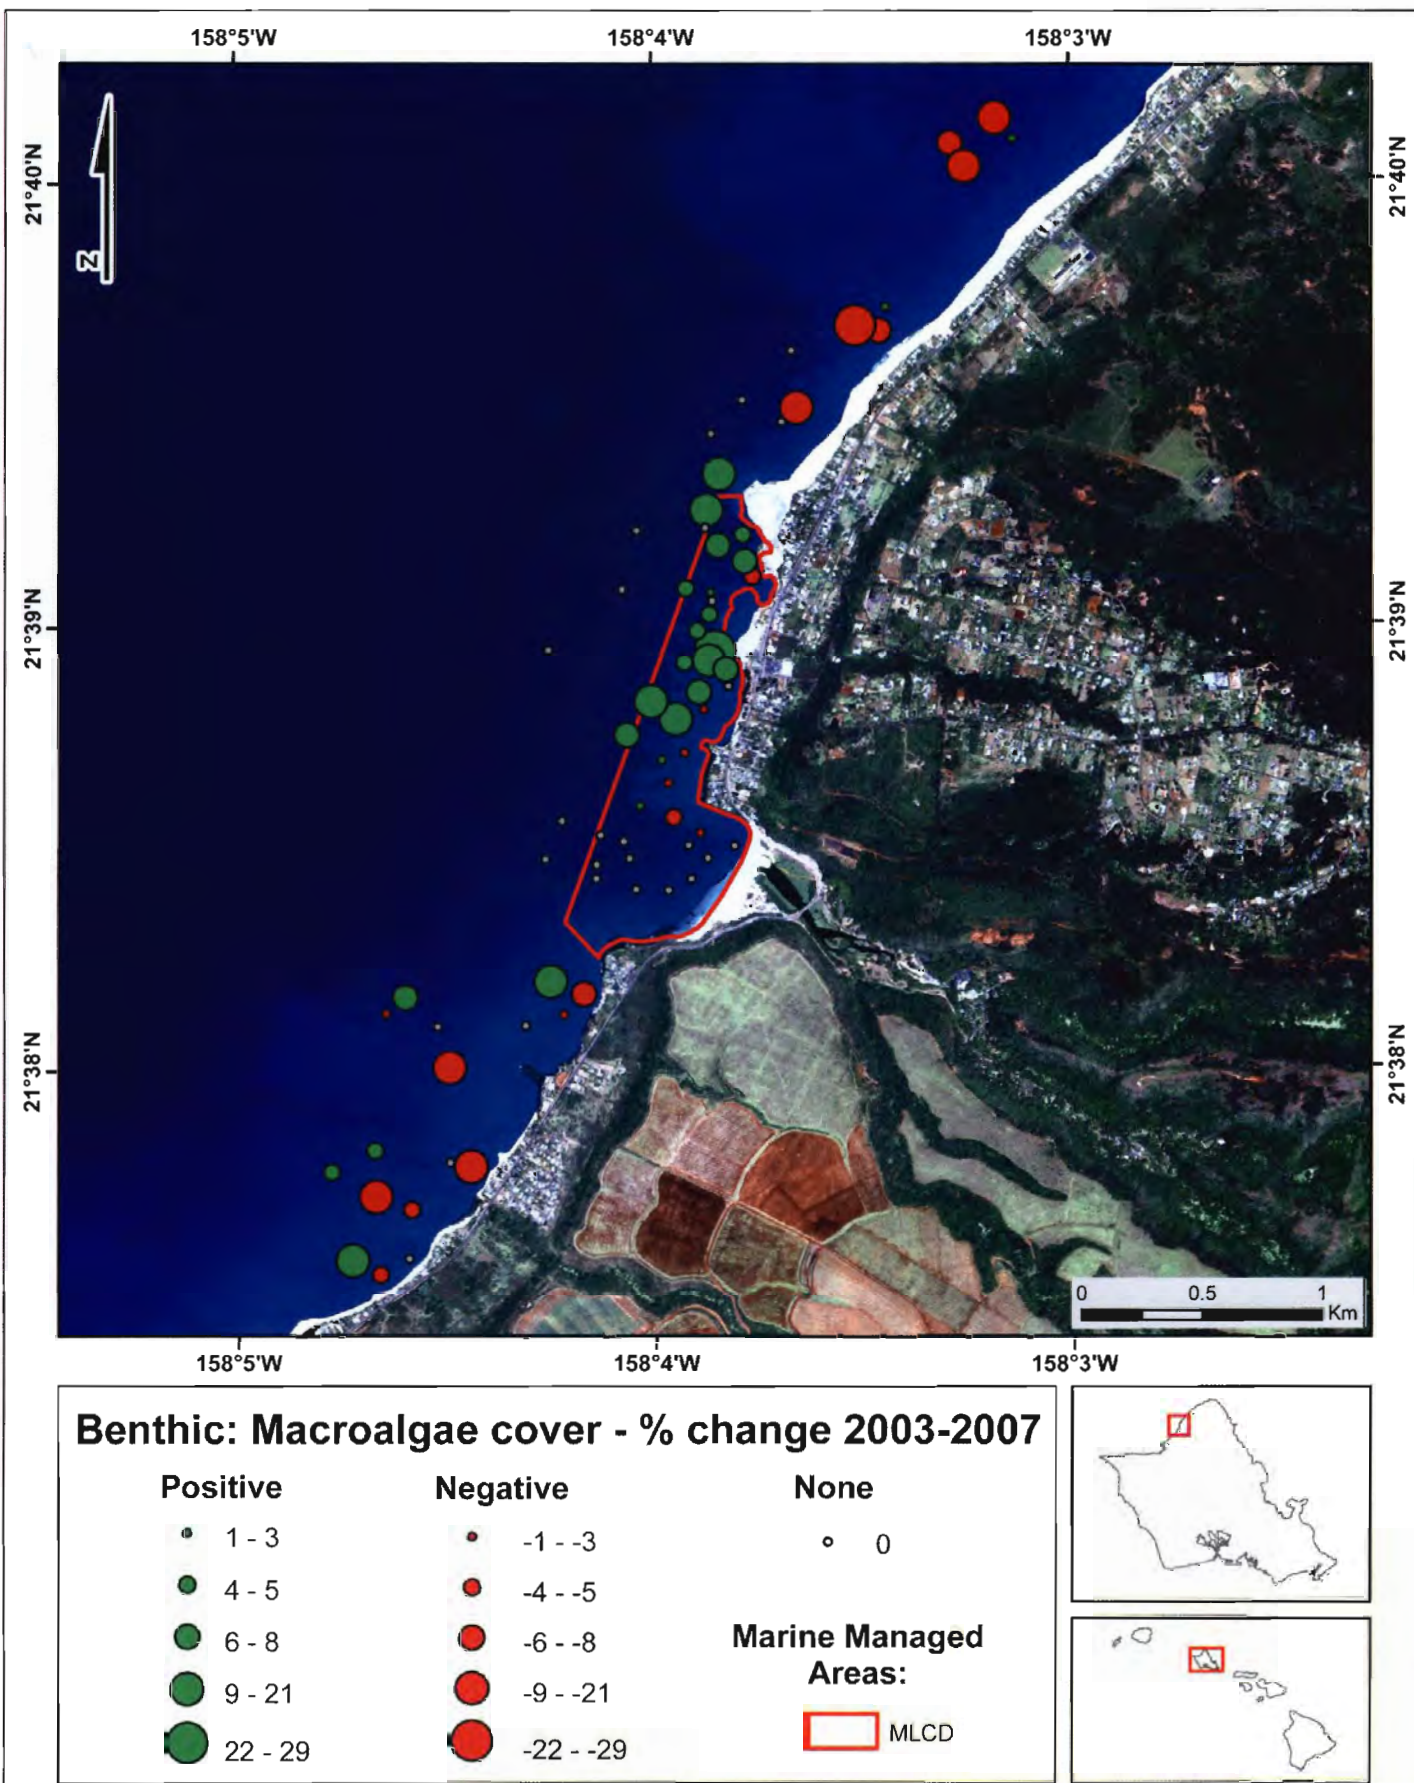 158°5'W 158°4'W 158°3'W
21°40'N 21°40'N
N
21°39'N 21°39'N
21°38'N 21°38'N
0 0.5 1
Km
158°5'W 158°4'W 158°3'W
Benthic: Macroalgae cover - % change 2003-2007
Positive Negative None
1 - 3 -1 - -3 0
4 - 5 -4 - -5
6 - 8 -6 - -8
Marine Managed
Areas:
9 - 21 -9 - -21
MLCD
22 - 29 -22 - -29